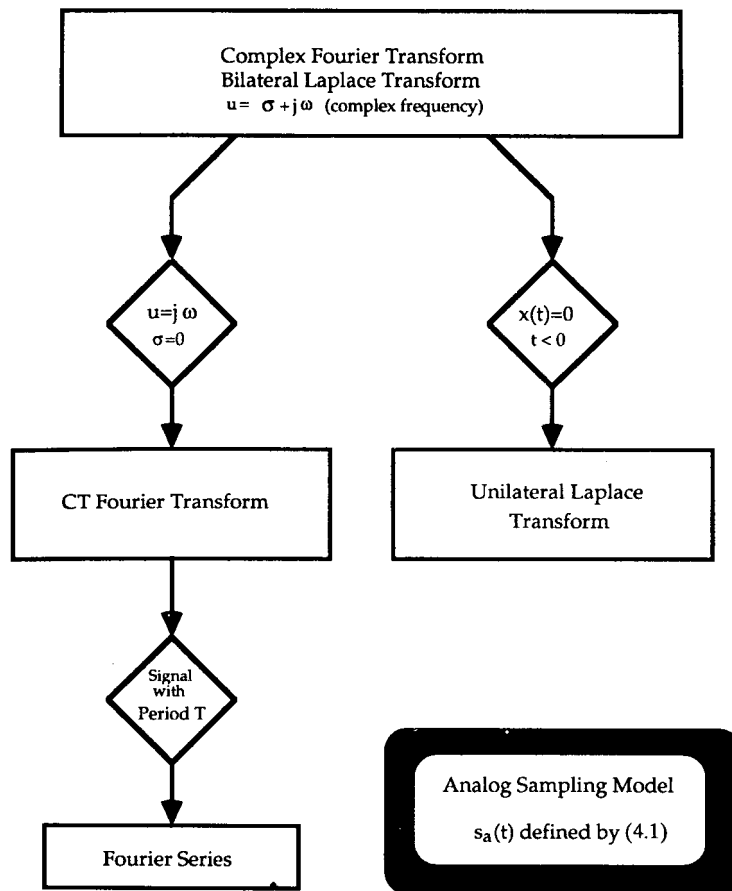 Complex Fourier Transform
Bilateral Laplace Transform
u = σ + j ω (complex frequency)
u=j ω
σ=0
x(t)=0
t < 0
CT Fourier Transform
Unilateral Laplace
Transform
Signal
with
Period T
Analog Sampling Model
sₐ(t) defined by (4.1)
Fourier Series